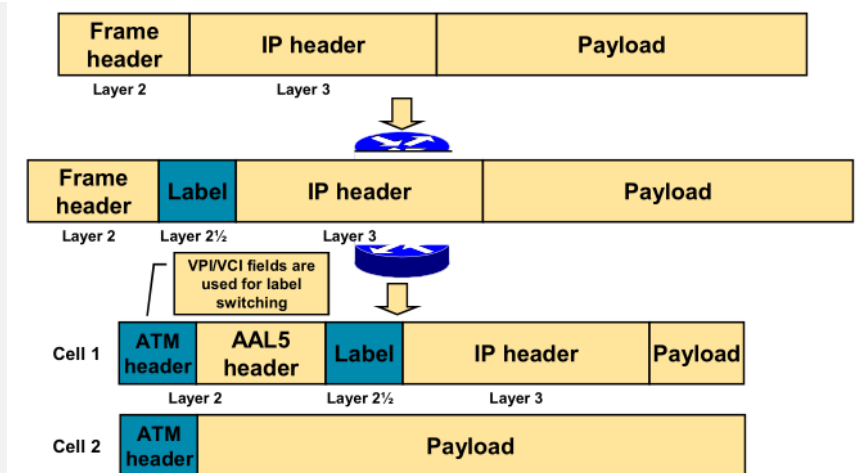 Frame
header
IP header
Payload
Layer 2
Layer 3
Frame
header
Label
IP header
Payload
Layer 2
Layer 2½
Layer 3
VPI/VCI fields are
used for label
switching
Cell 1
ATM
header
AAL5
header
Label
IP header
Payload
Layer 2
Layer 2½
Layer 3
Cell 2
ATM
header
Payload